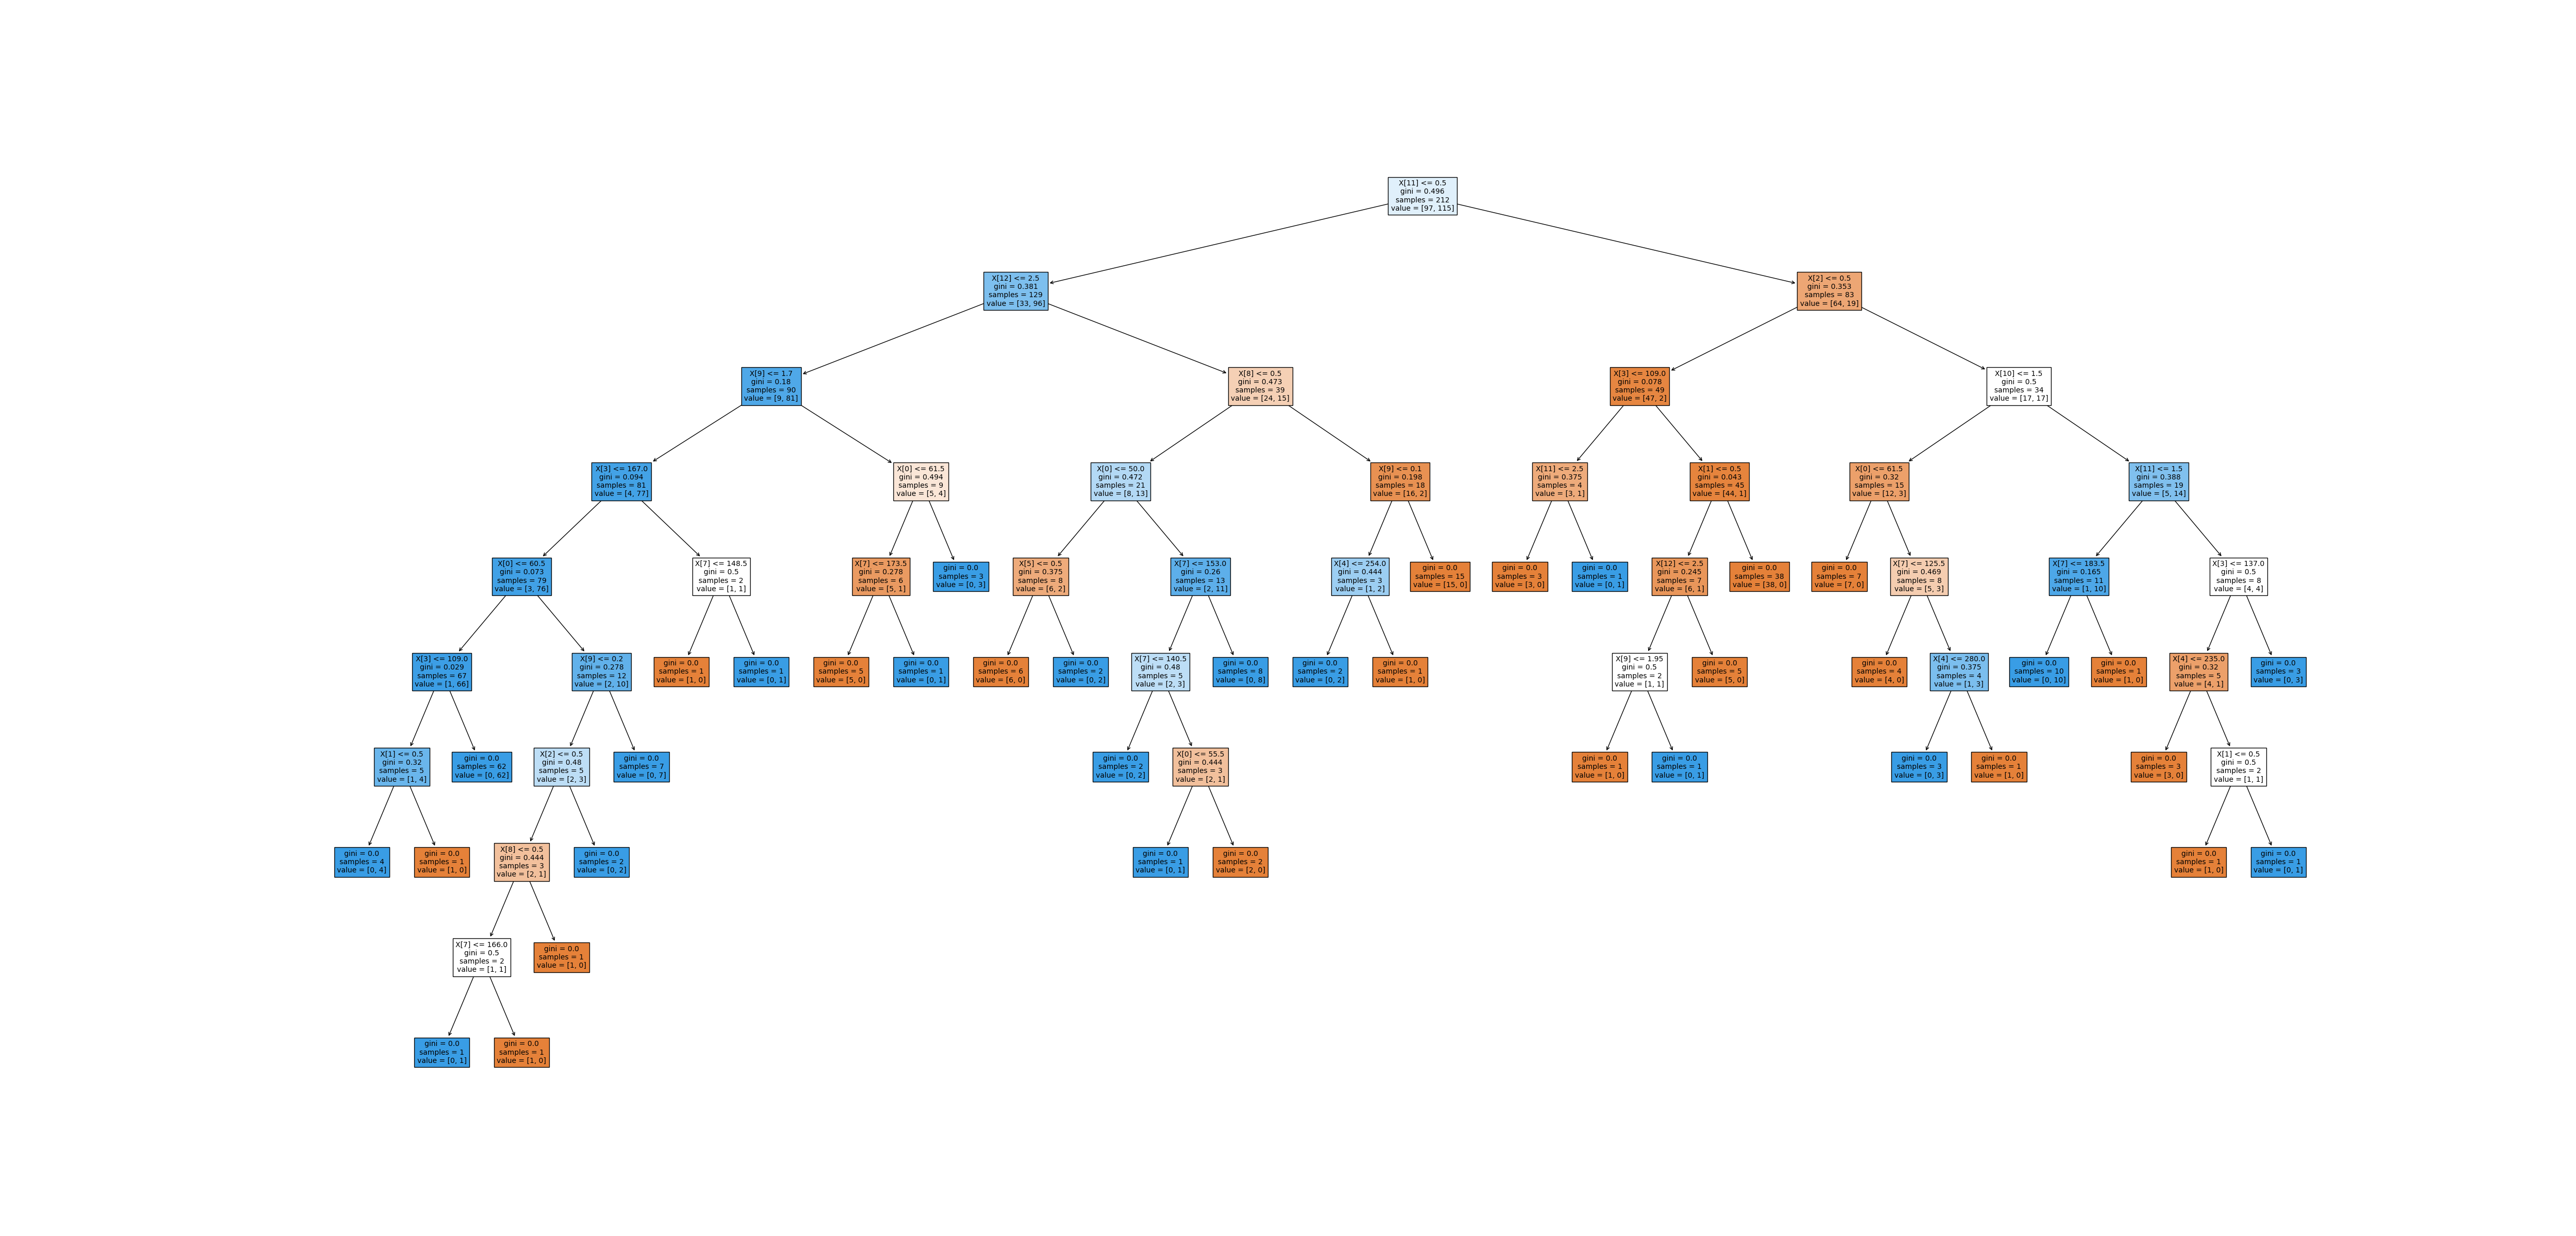 X[11] <= 0.5
gini = 0.496
samples = 212
value = [97, 115]
X[12] <= 2.5
gini = 0.381
samples = 129
value = [33, 96]
X[2] <= 0.5
gini = 0.353
samples = 83
value = [64, 19]
X[9] <= 1.7
gini = 0.18
samples = 90
value = [9, 81]
X[8] <= 0.5
gini = 0.473
samples = 39
value = [24, 15]
X[3] <= 109.0
gini = 0.078
samples = 49
value = [47, 2]
X[10] <= 1.5
gini = 0.5
samples = 34
value = [17, 17]
X[3] <= 167.0
gini = 0.094
samples = 81
value = [4, 77]
X[0] <= 61.5
gini = 0.494
samples = 9
value = [5, 4]
X[0] <= 50.0
gini = 0.472
samples = 21
value = [8, 13]
X[9] <= 0.1
gini = 0.198
samples = 18
value = [16, 2]
X[11] <= 2.5
gini = 0.375
samples = 4
value = [3, 1]
X[1] <= 0.5
gini = 0.043
samples = 45
value = [44, 1]
X[0] <= 61.5
gini = 0.32
samples = 15
value = [12, 3]
X[11] <= 1.5
gini = 0.388
samples = 19
value = [5, 14]
X[0] <= 60.5
gini = 0.073
samples = 79
value = [3, 76]
X[7] <= 148.5
gini = 0.5
samples = 2
value = [1, 1]
X[7] <= 173.5
gini = 0.278
samples = 6
value = [5, 1]
gini = 0.0
samples = 3
value = [0, 3]
X[5] <= 0.5
gini = 0.375
samples = 8
value = [6, 2]
X[7] <= 153.0
gini = 0.26
samples = 13
value = [2, 11]
X[4] <= 254.0
gini = 0.444
samples = 3
value = [1, 2]
gini = 0.0
samples = 15
value = [15, 0]
gini = 0.0
samples = 3
value = [3, 0]
gini = 0.0
samples = 1
value = [0, 1]
X[12] <= 2.5
gini = 0.245
samples = 7
value = [6, 1]
gini = 0.0
samples = 38
value = [38, 0]
gini = 0.0
samples = 7
value = [7, 0]
X[7] <= 125.5
gini = 0.469
samples = 8
value = [5, 3]
X[7] <= 183.5
gini = 0.165
samples = 11
value = [1, 10]
X[3] <= 137.0
gini = 0.5
samples = 8
value = [4, 4]
X[3] <= 109.0
gini = 0.029
samples = 67
value = [1, 66]
X[9] <= 0.2
gini = 0.278
samples = 12
value = [2, 10]
gini = 0.0
samples = 1
value = [1, 0]
gini = 0.0
samples = 1
value = [0, 1]
gini = 0.0
samples = 5
value = [5, 0]
gini = 0.0
samples = 1
value = [0, 1]
gini = 0.0
samples = 6
value = [6, 0]
gini = 0.0
samples = 2
value = [0, 2]
X[7] <= 140.5
gini = 0.48
samples = 5
value = [2, 3]
gini = 0.0
samples = 8
value = [0, 8]
gini = 0.0
samples = 2
value = [0, 2]
gini = 0.0
samples = 1
value = [1, 0]
X[9] <= 1.95
gini = 0.5
samples = 2
value = [1, 1]
gini = 0.0
samples = 5
value = [5, 0]
gini = 0.0
samples = 4
value = [4, 0]
X[4] <= 280.0
gini = 0.375
samples = 4
value = [1, 3]
gini = 0.0
samples = 10
value = [0, 10]
gini = 0.0
samples = 1
value = [1, 0]
X[4] <= 235.0
gini = 0.32
samples = 5
value = [4, 1]
gini = 0.0
samples = 3
value = [0, 3]
X[1] <= 0.5
gini = 0.32
samples = 5
value = [1, 4]
gini = 0.0
samples = 62
value = [0, 62]
X[2] <= 0.5
gini = 0.48
samples = 5
value = [2, 3]
gini = 0.0
samples = 7
value = [0, 7]
gini = 0.0
samples = 2
value = [0, 2]
X[0] <= 55.5
gini = 0.444
samples = 3
value = [2, 1]
gini = 0.0
samples = 1
value = [1, 0]
gini = 0.0
samples = 1
value = [0, 1]
gini = 0.0
samples = 3
value = [0, 3]
gini = 0.0
samples = 1
value = [1, 0]
gini = 0.0
samples = 3
value = [3, 0]
X[1] <= 0.5
gini = 0.5
samples = 2
value = [1, 1]
gini = 0.0
samples = 4
value = [0, 4]
gini = 0.0
samples = 1
value = [1, 0]
X[8] <= 0.5
gini = 0.444
samples = 3
value = [2, 1]
gini = 0.0
samples = 2
value = [0, 2]
gini = 0.0
samples = 1
value = [0, 1]
gini = 0.0
samples = 2
value = [2, 0]
gini = 0.0
samples = 1
value = [1, 0]
gini = 0.0
samples = 1
value = [0, 1]
X[7] <= 166.0
gini = 0.5
samples = 2
value = [1, 1]
gini = 0.0
samples = 1
value = [1, 0]
gini = 0.0
samples = 1
value = [0, 1]
gini = 0.0
samples = 1
value = [1, 0]